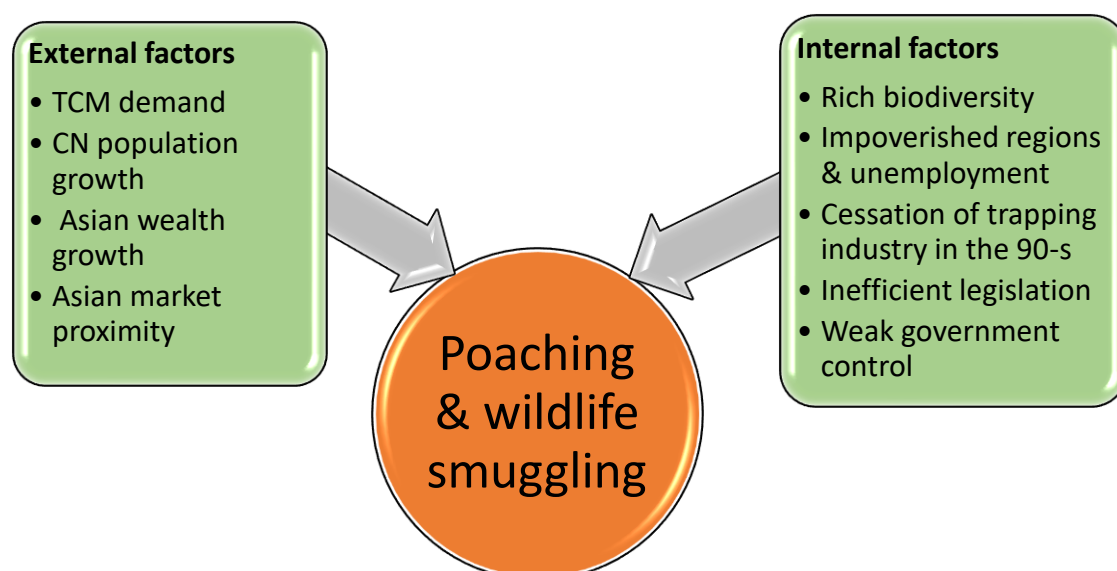 External factors
• TCM demand
• CN population
growth
• Asian wealth
growth
• Asian market
proximity
Internal factors
• Rich biodiversity
• Impoverished regions
& unemployment
• Cessation of trapping
industry in the 90-s
• Inefficient legislation
• Weak government
control
Poaching
& wildlife
smuggling